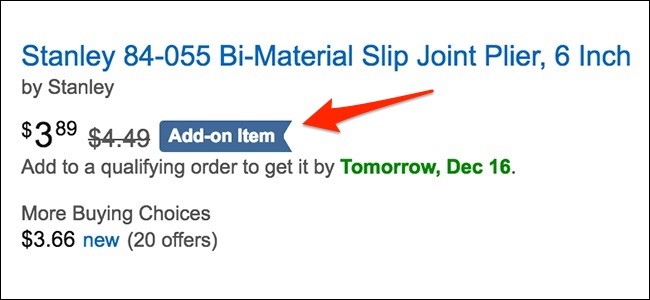 Stanley 84-055 Bi-Material Slip Joint Plier, 6 Inch
by Stanley
$3 89 $4.49 Add-on Item
Add to a qualifying order to get it by Tomorrow, Dec 16.
More Buying Choices
$3.66 new (20 offers)